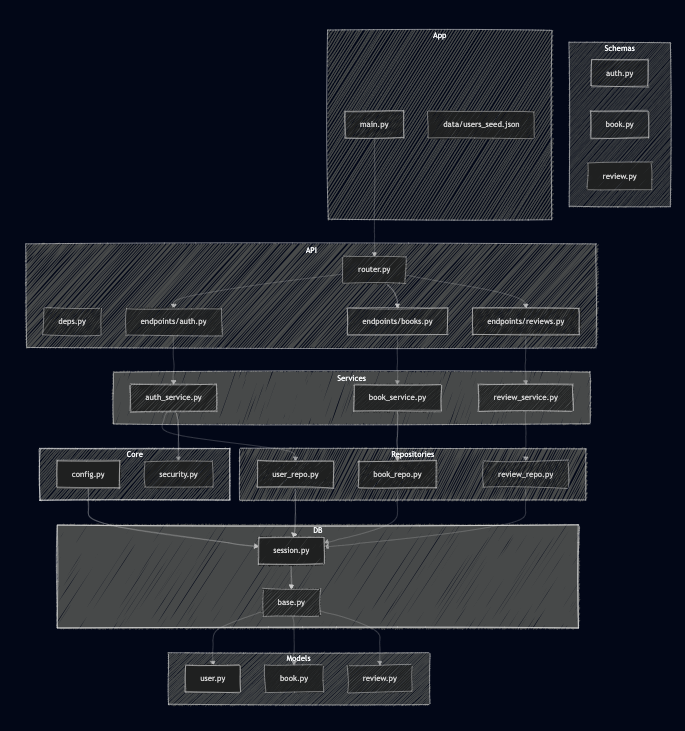 App
Schemas
auth.py
main.py
data/users_seed.json
book.py
review.py
API
router.py
deps.py
endpoints/auth.py
endpoints/books.py
endpoints/reviews.py
Services
auth_service.py
book_service.py
review_service.py
Core
Repositories
config.py
security.py
user_repo.py
book_repo.py
review_repo.py
DB
session.py
base.py
Models
user.py
book.py
review.py